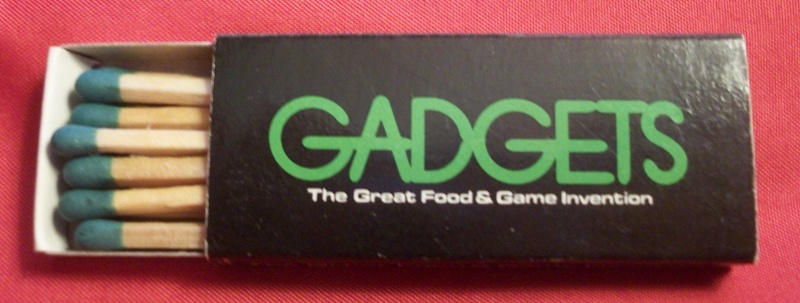 GADGETS
The Great Food & Game Invention